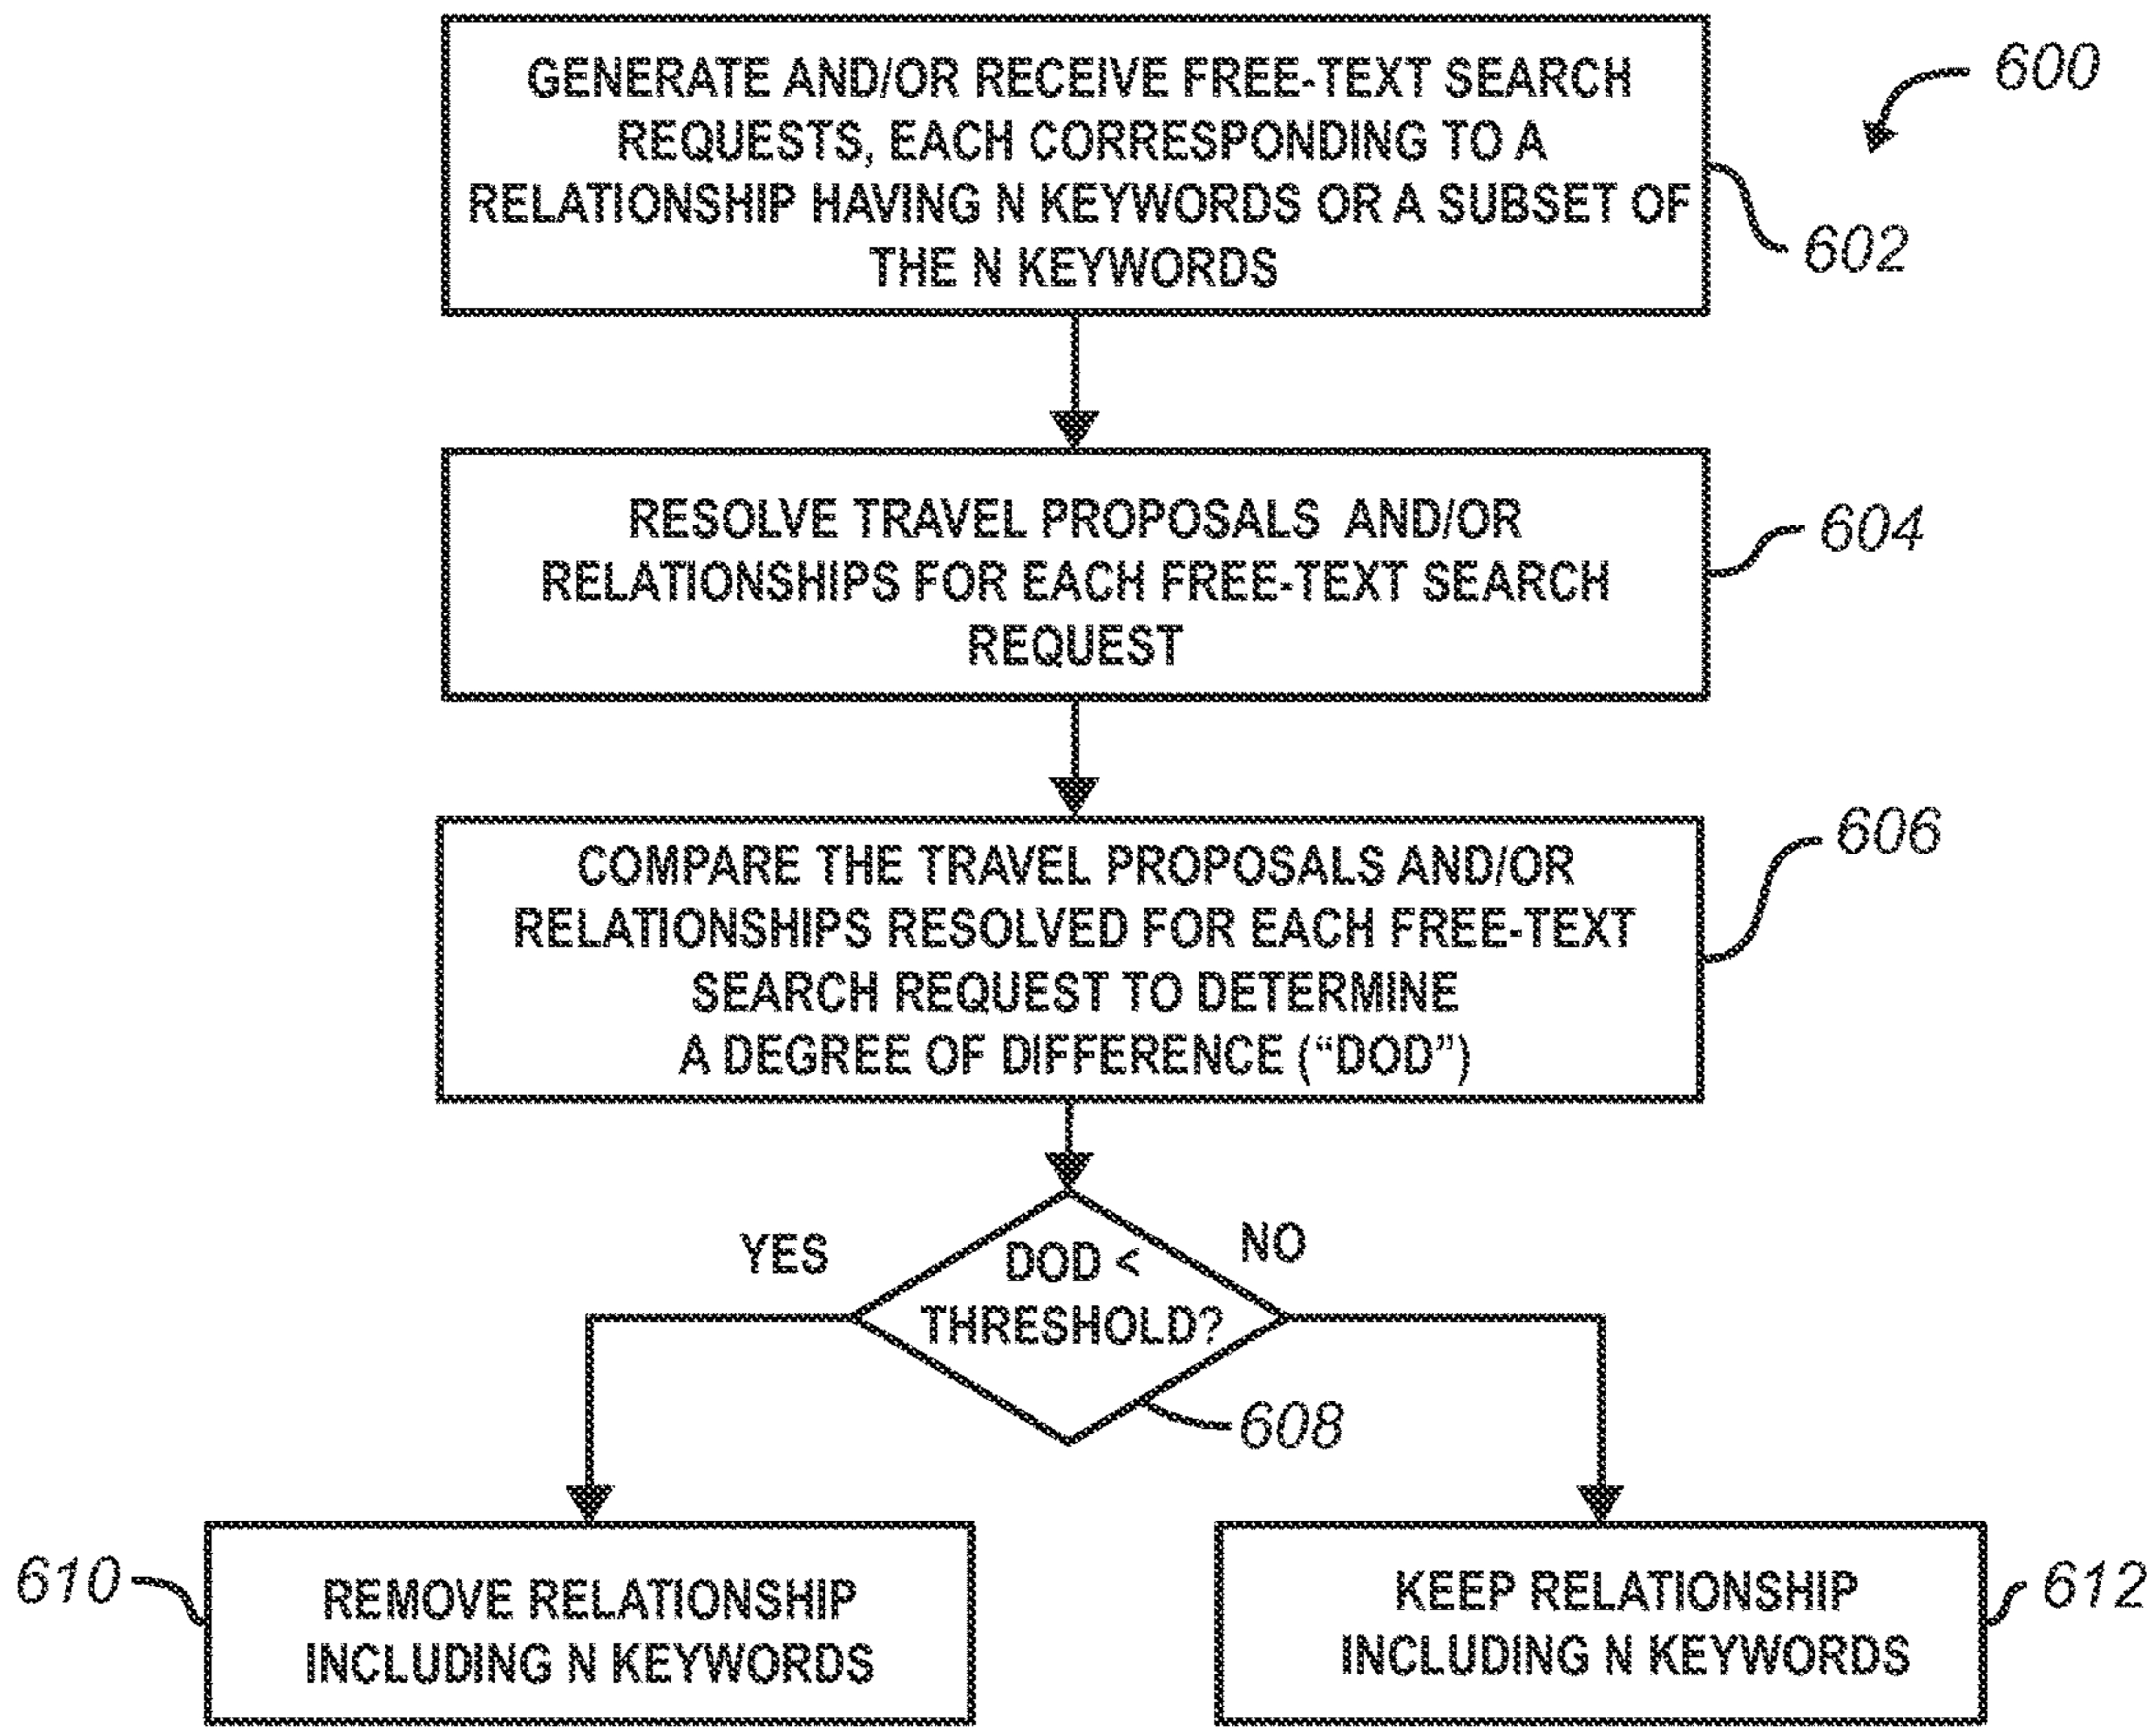 GENERATE AND/OR RECEIVE FREE-TEXT SEARCH
REQUESTS, EACH CORRESPONDING TO A
RELATIONSHIP HAVING N KEYWORDS OR A SUBSET OF
THE N KEYWORDS
600
602
RESOLVE TRAVEL PROPOSALS AND/OR
RELATIONSHIPS FOR EACH FREE-TEXT SEARCH
REQUEST
604
COMPARE THE TRAVEL PROPOSALS AND/OR
RELATIONSHIPS RESOLVED FOR EACH FREE-TEXT
SEARCH REQUEST TO DETERMINE
A DEGREE OF DIFFERENCE (“DOD”)
606
YES
DOD <
THRESHOLD?
NO
608
610
REMOVE RELATIONSHIP
INCLUDING N KEYWORDS
KEEP RELATIONSHIP
INCLUDING N KEYWORDS
612